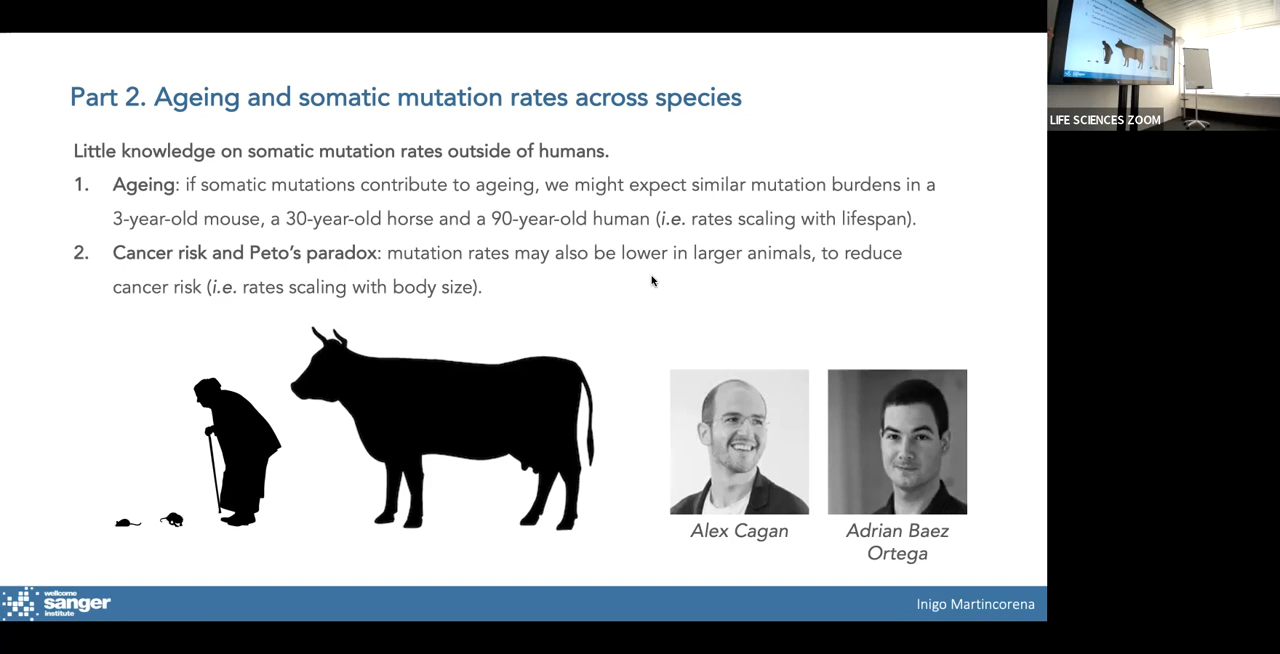 Part 2. Ageing and somatic mutation rates across species
Little knowledge on somatic mutation rates outside of humans.
1. Ageing: if somatic mutations contribute to ageing, we might expect similar mutation burdens in a
3-year-old mouse, a 30-year-old horse and a 90-year-old human (i.e. rates scaling with lifespan).
2. Cancer risk and Peto's paradox: mutation rates may also be lower in larger animals, to reduce
cancer risk (i.e. rates scaling with body size).
Alex Cagan
Adrian Baez
Ortega
wellcome
sanger
institute
Inigo Martincorena
LIFE SCIENCES ZOOM